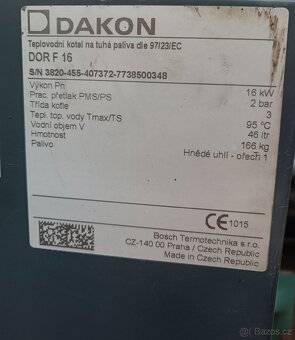 DAKON
Teplovodní kotel na tuhá paliva dle 97/23/EC
DOR F 16
S/N 3820-455-407372-7738500348
Výkon Pn 16 kW
Prac. přetlak PMS/PS 2 bar
Třída kotle 3
Tepl. top. vody Tmax/TS 95 °C
Vodní objem V 46 litr
Hmotnost 166 kg
Palivo Hnědé uhlí - ořech 1
CE 1015
Bosch Termotechnika s.r.o.
CZ-140 00 Praha / Czech Republic
Made in Czech Republic